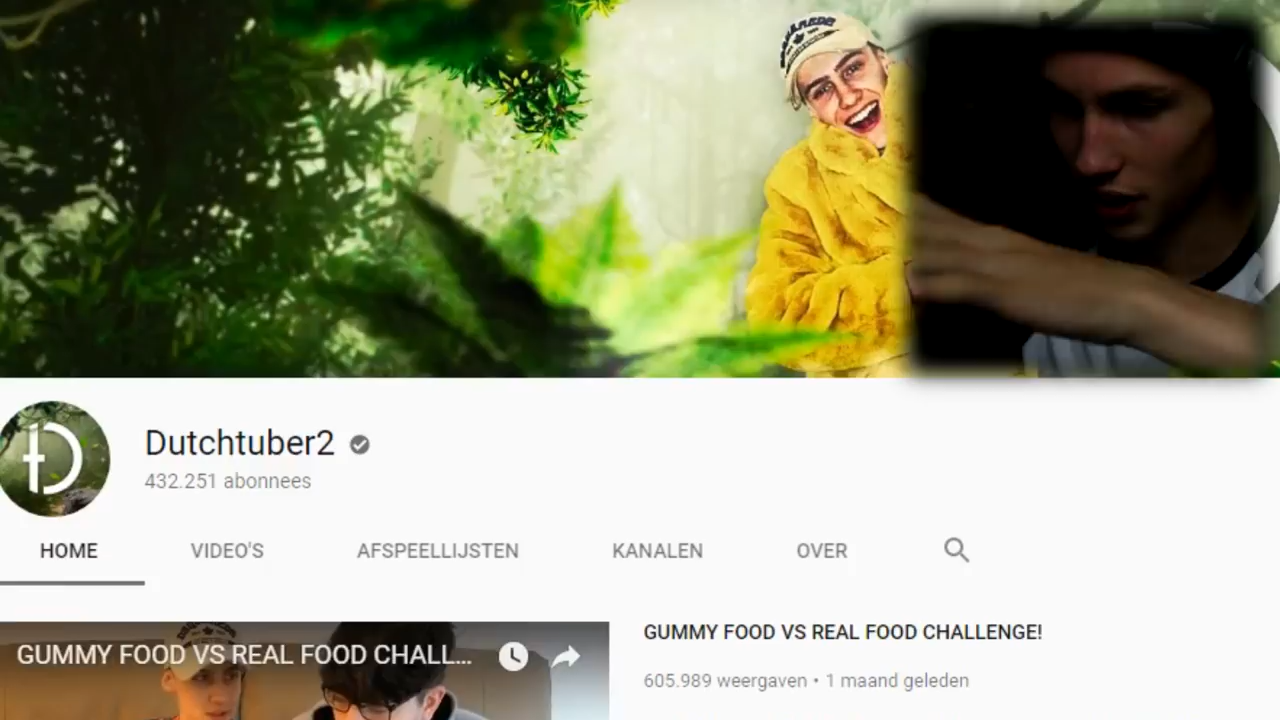 Dutchtuber2
432.251 abonnees
HOME VIDEO'S AFSPEELLIJSTEN KANALEN OVER
GUMMY FOOD VS REAL FOOD CHALL...
GUMMY FOOD VS REAL FOOD CHALLENGE!
605.989 weergaven • 1 maand geleden